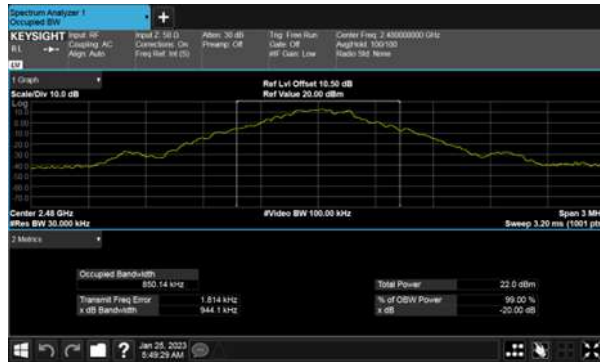 Spectrum Analyzer 1
Occupied BW
+
KEYSIGHT Input: RF Input Z: 50 Ω Atten: 30 dB Trig: Free Run Center Freq: 2.480000000 GHz
RL Coupling: AC Corrections: On Preamp: Off Gate: Off Avg|Hold: 100/100
Align: Auto Freq Ref: Int (S) #IF Gain: Low Radio Std: None
1 Graph
Scale/Div 10.0 dB Ref Lvl Offset 10.50 dB
Ref Value 20.00 dBm
Log
10.0
0.00
Center 2.48 GHz #Video BW 100.00 kHz Span 3 MH
#Res BW 30.000 kHz Sweep 3.20 ms (1001 pts
2 Metrics
Occupied Bandwidth
850.14 kHz
Total Power 22.0 dBm
Transmit Freq Error 1.814 kHz % of OBW Power 99.00 %
x dB Bandwidth 944.1 kHz x dB -20.00 dB
Jan 25, 2023
5:49:29 AM